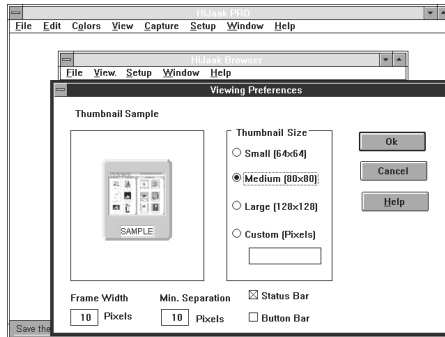 HiJaak PRO
File Edit Colors View Capture Setup Window Help
HiJaak Browser
File View. Setup Window Help
Viewing Preferences
Thumbnail Sample
Thumbnail Size
Small (64x64)
Medium (80x80)
Large (128x128)
Custom (Pixels)
SAMPLE
Ok
Cancel
Help
Frame Width
10 Pixels
Min. Separation
10 Pixels
Status Bar
Button Bar
Save the